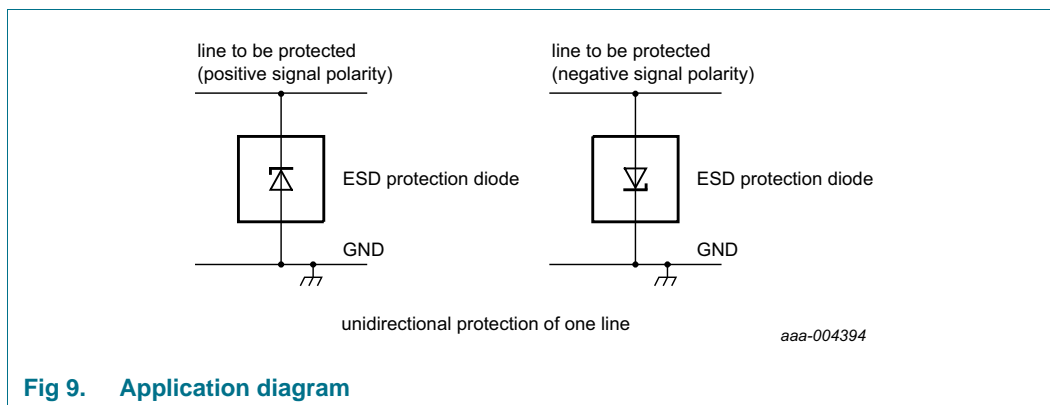 line to be protected
(positive signal polarity)
ESD protection diode
GND
line to be protected
(negative signal polarity)
ESD protection diode
GND
unidirectional protection of one line
aaa-004394
Fig 9. Application diagram